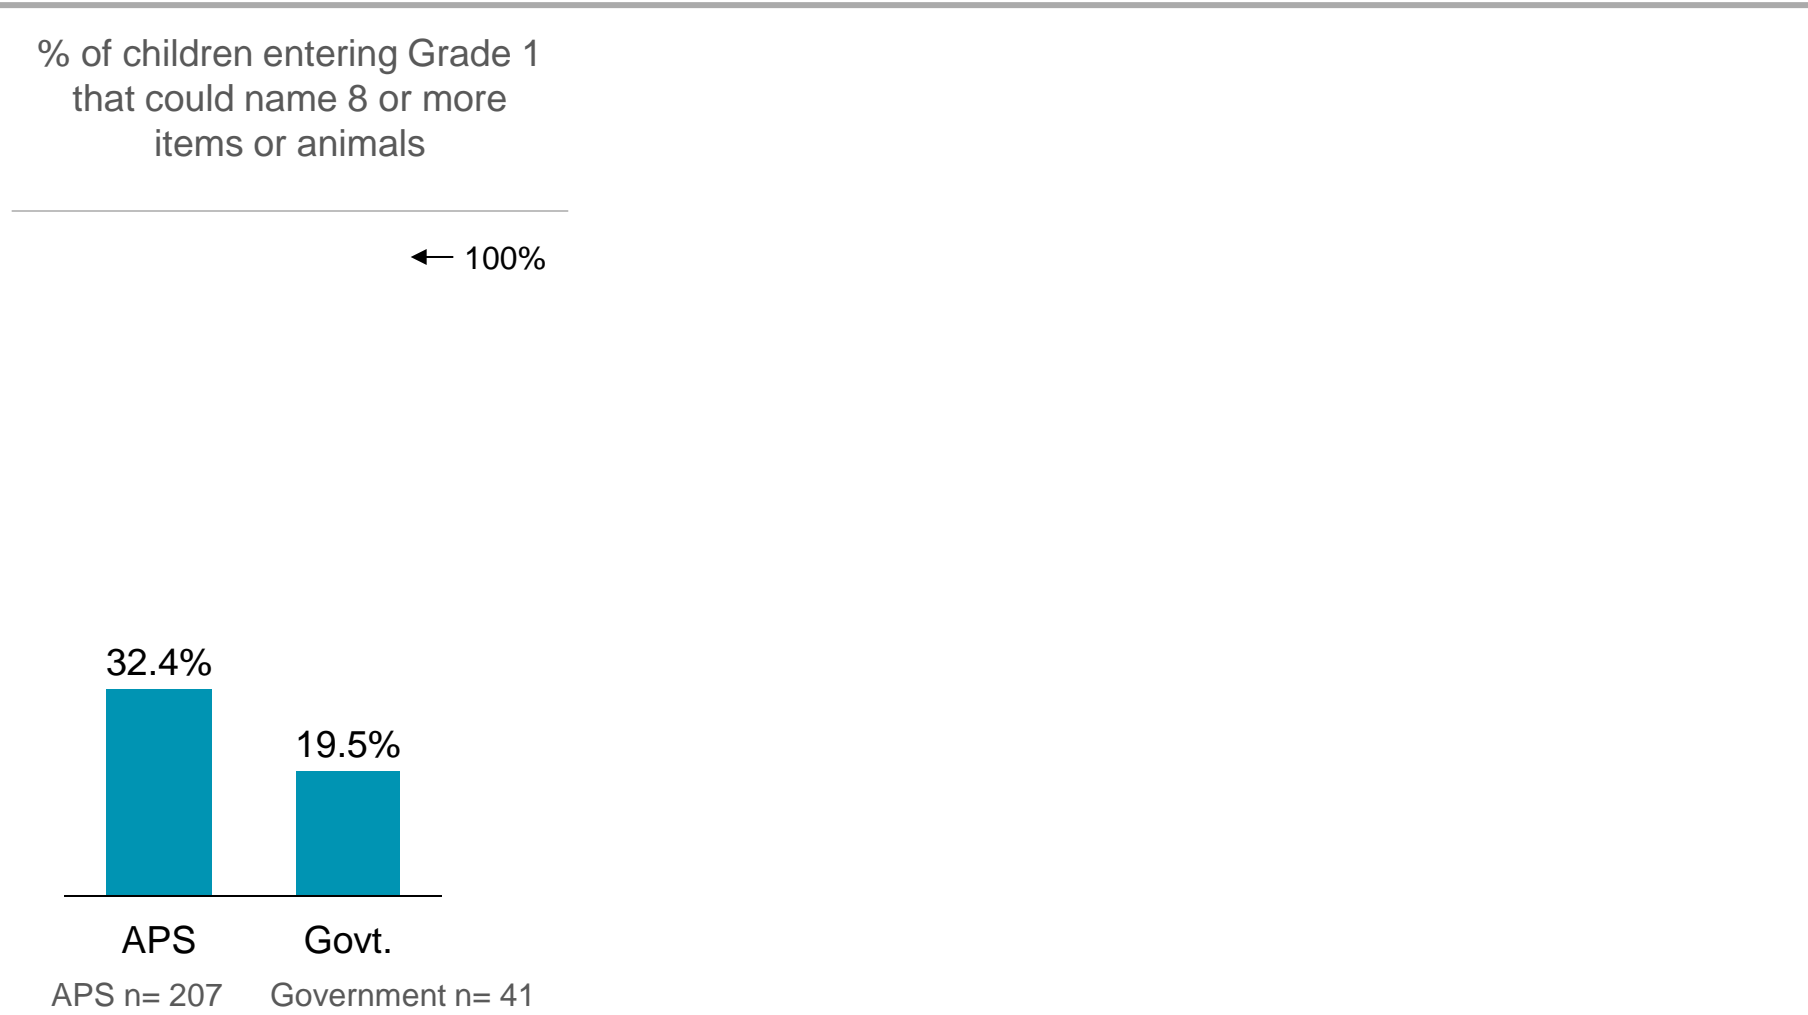 % of children entering Grade 1
that could name 8 or more
items or animals
100%
32.4%
19.5%
APS
Govt.
APS n= 207
Government n= 41